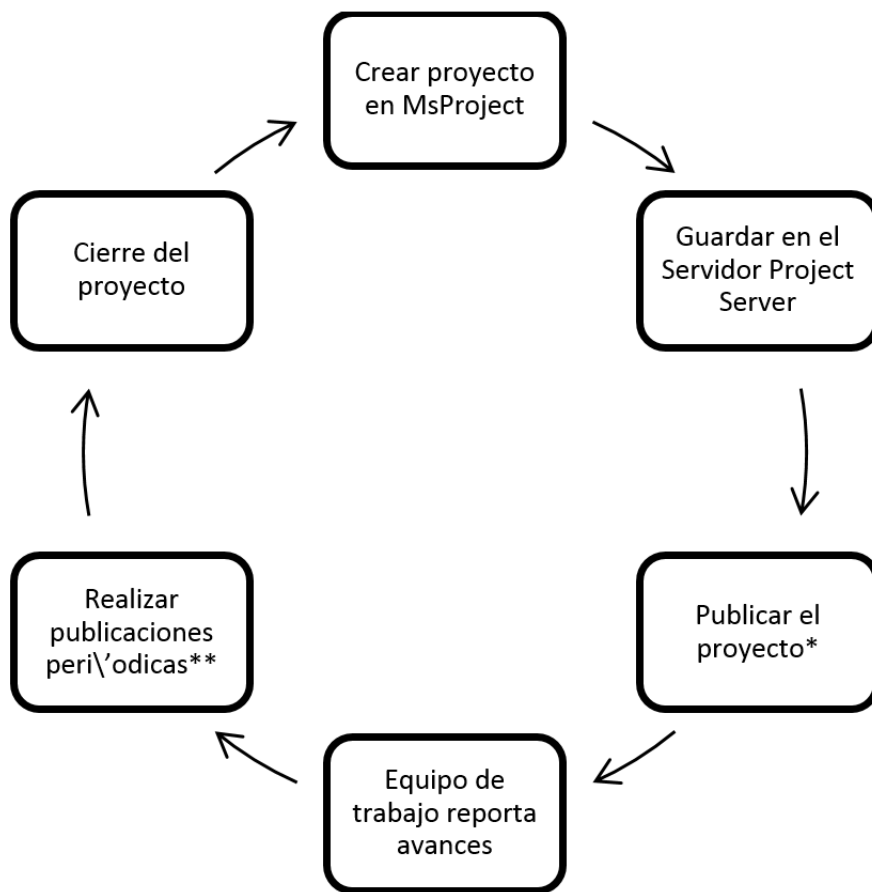 Crear proyecto
en MsProject
Guardar en el
Servidor Project
Server
Publicar el
proyecto*
Equipo de
trabajo reporta
avances
Realizar
publicaciones
peri\’odicas**
Cierre del
proyecto